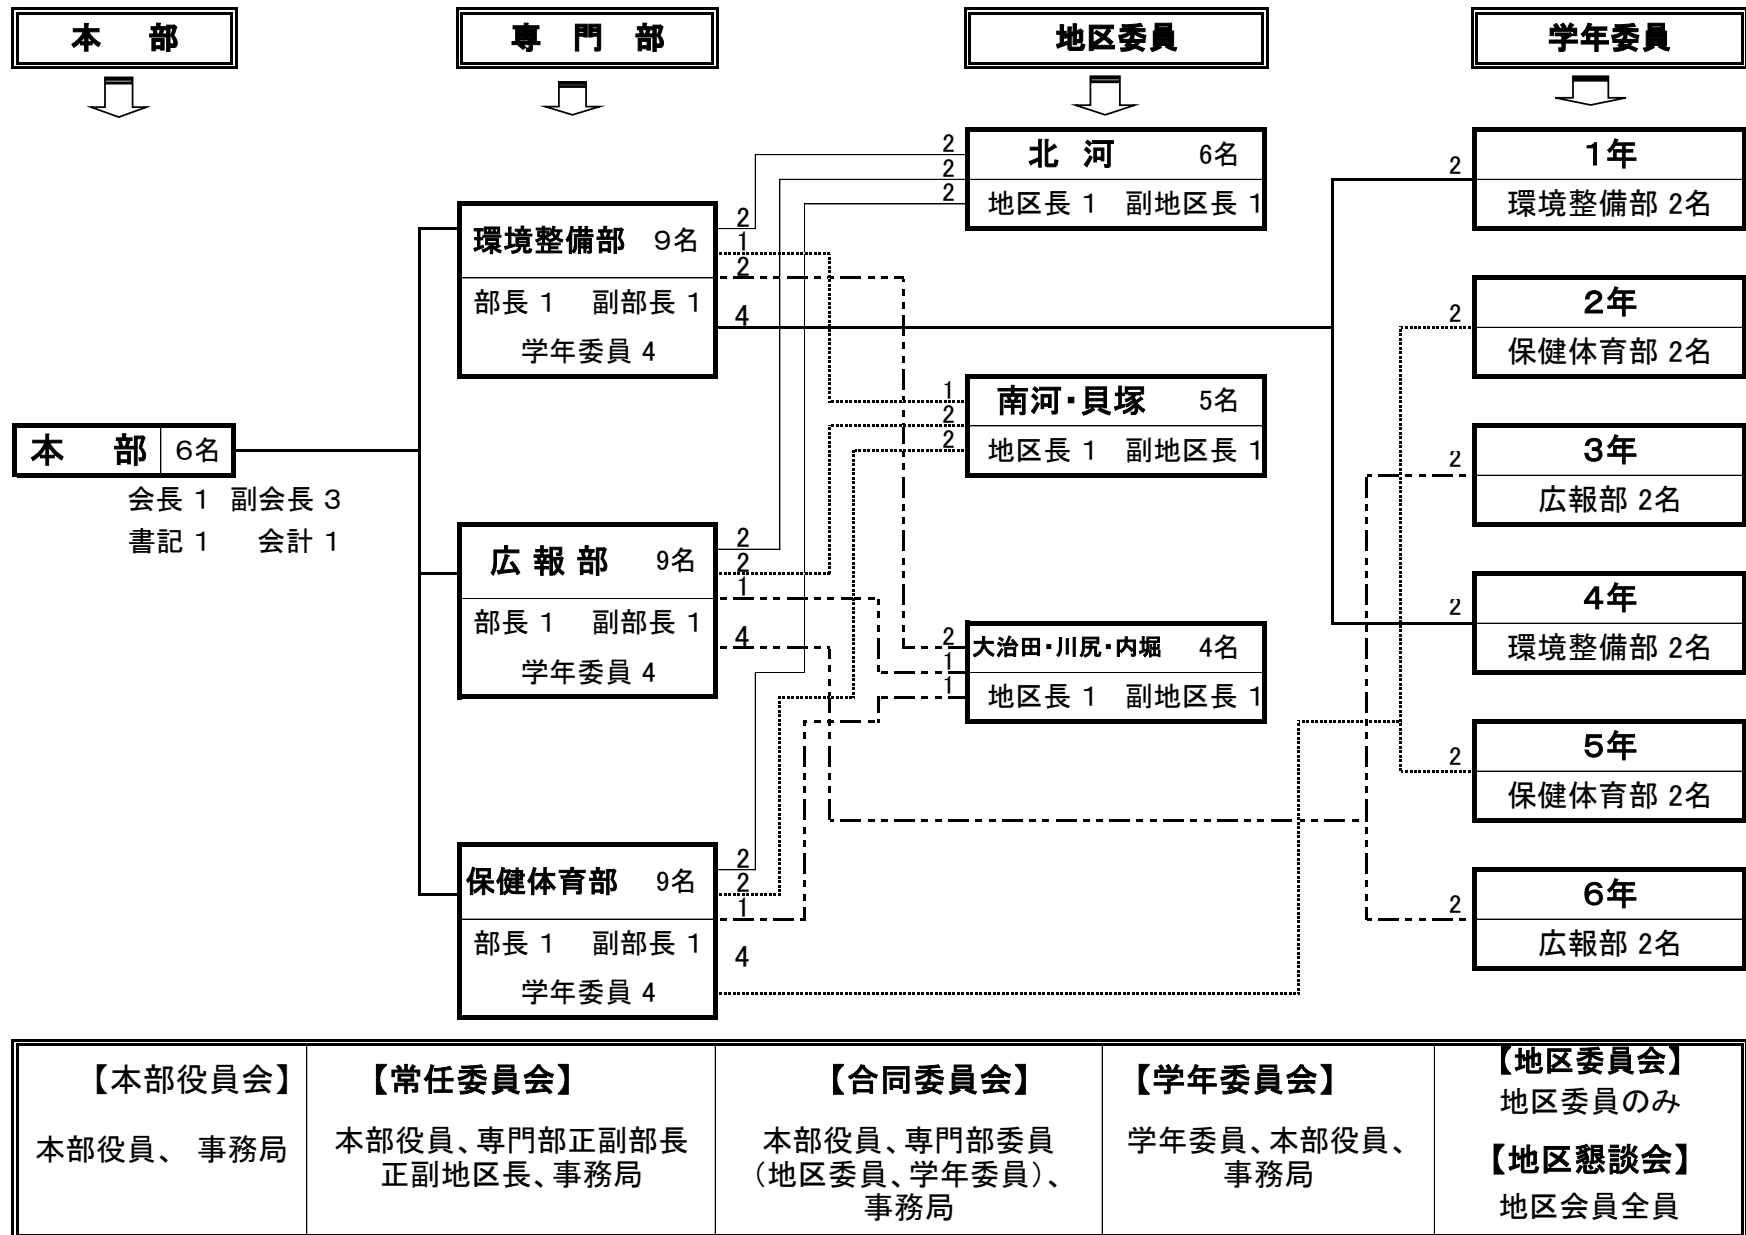 本 部
専 門 部
地区委員
学年委員
本 部 6名
会長 1 副会長 3
書記 1 会計 1
環境整備部 9名
部長 1 副部長 1
学年委員 4
2
1
2
4
広 報 部 9名
部長 1 副部長 1
学年委員 4
2
2
1
4
保健体育部 9名
部長 1 副部長 1
学年委員 4
2
2
1
4
2
2
2
北 河 6名
地区長 1 副地区長 1
1
2
2
南河・貝塚 5名
地区長 1 副地区長 1
2
1
1
大治田・川尻・内堀 4名
地区長 1 副地区長 1
2
1年
環境整備部 2名
2
2年
保健体育部 2名
2
3年
広報部 2名
2
4年
環境整備部 2名
2
5年
保健体育部 2名
2
6年
広報部 2名
【本部役員会】
本部役員、 事務局
【常任委員会】
本部役員、専門部正副部長
正副地区長、事務局
【合同委員会】
本部役員、専門部委員
(地区委員、学年委員)、
事務局
【学年委員会】
学年委員、本部役員、
事務局
【地区委員会】
地区委員のみ
【地区懇談会】
地区会員全員